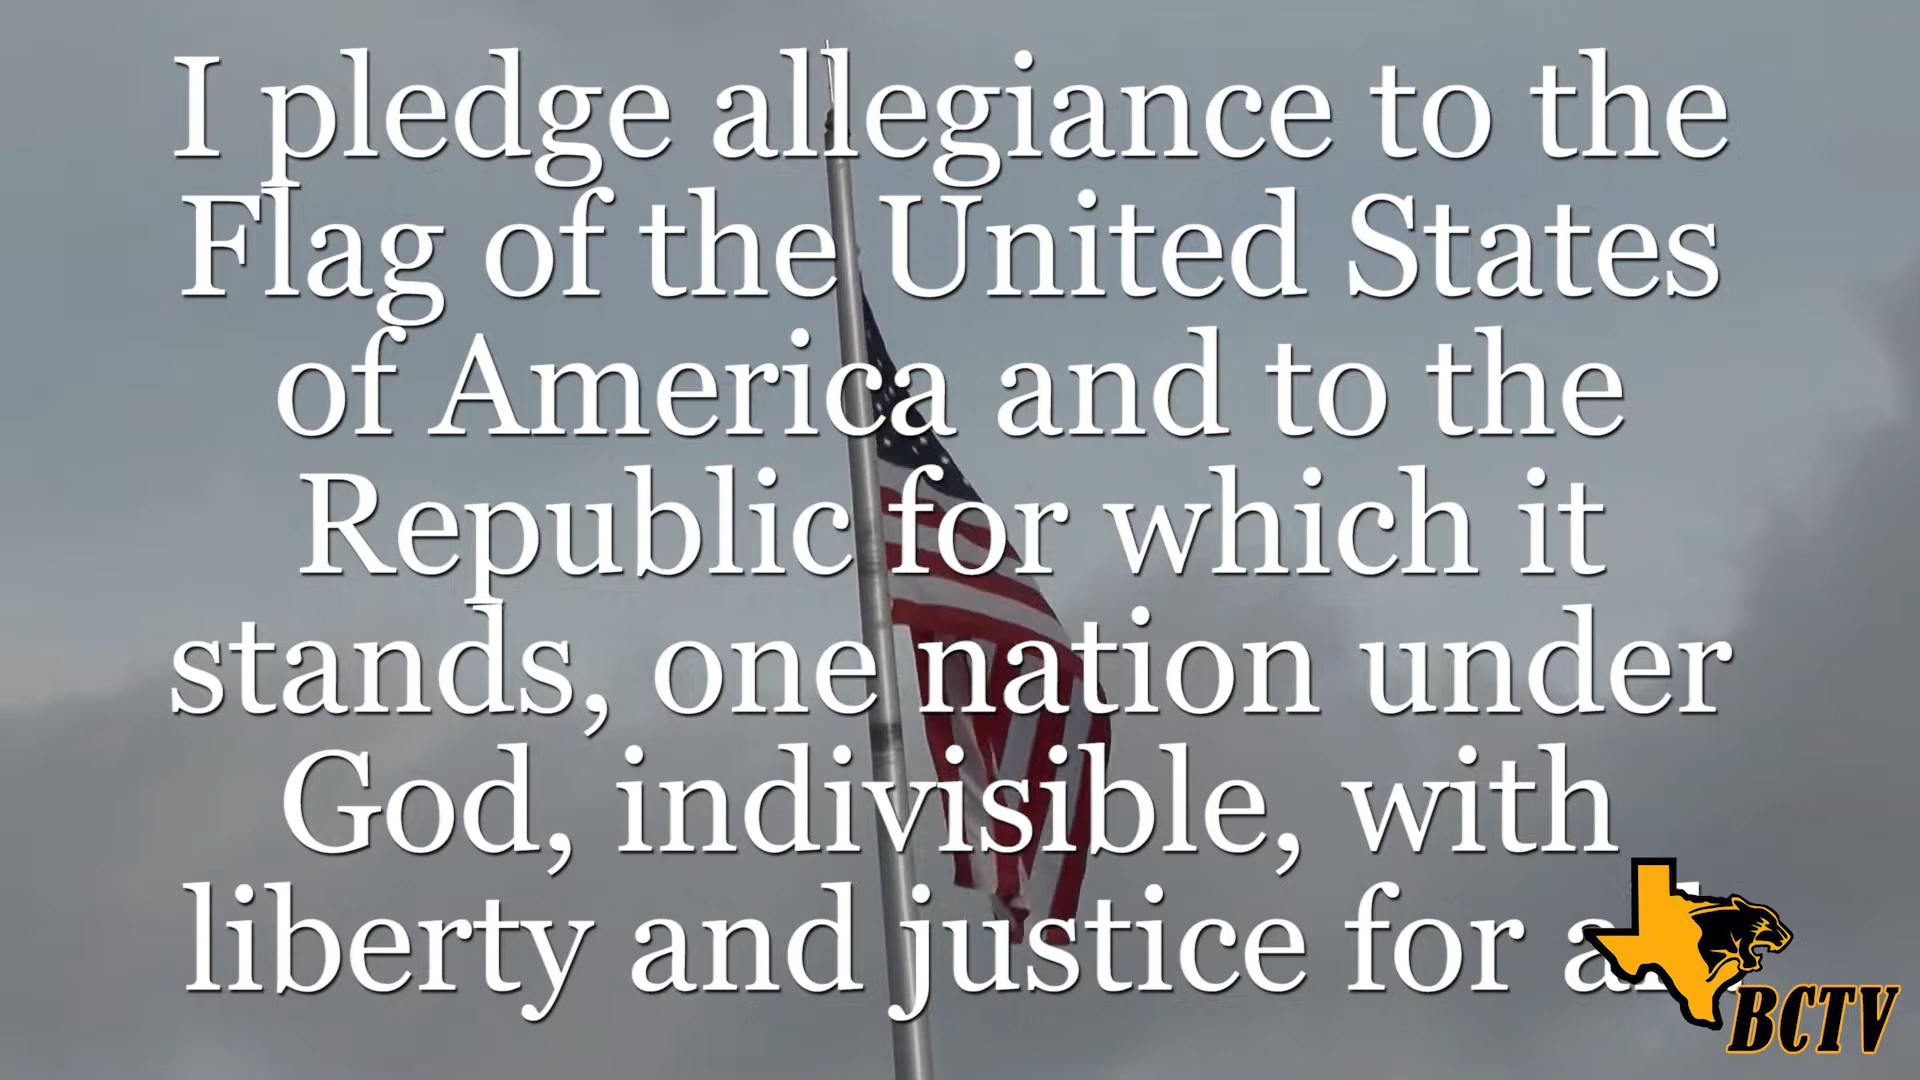 I pledge allegiance to the
Flag of the United States
of America and to the
Republic for which it
stands, one nation under
God, indivisible, with
liberty and justice for
BCTV